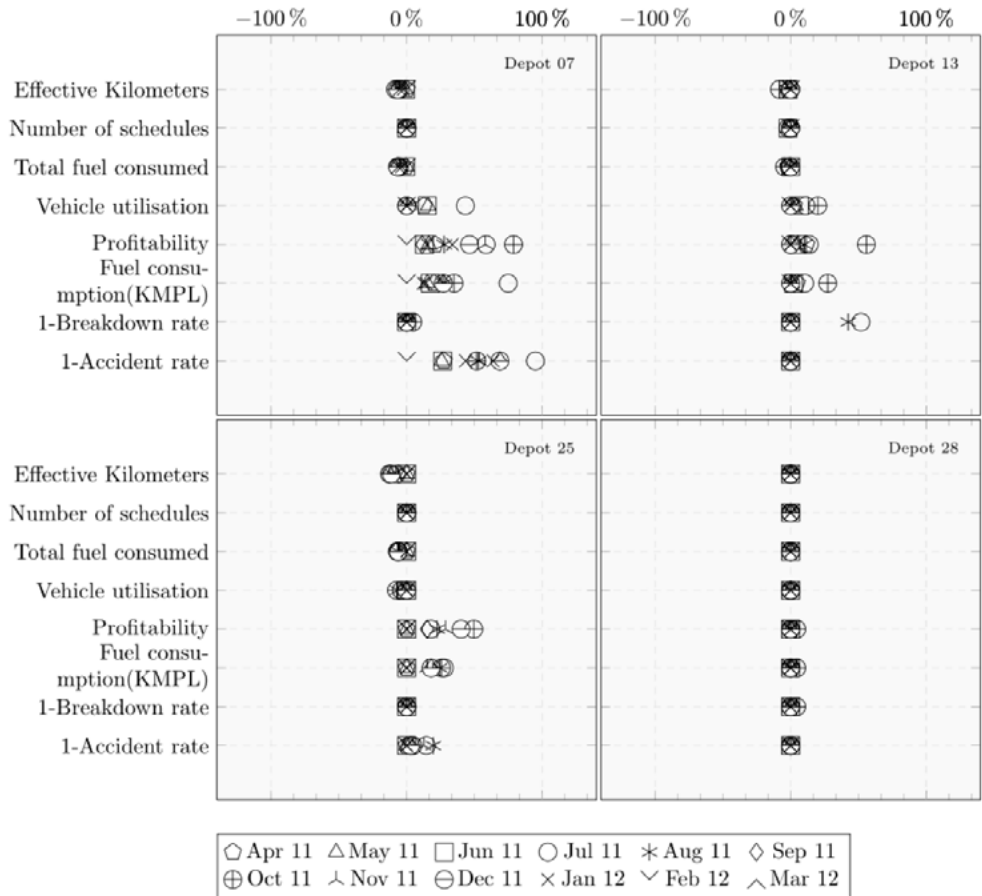 −100 % 0 % 100 % −100 % 0 % 100 %
Depot 07 Depot 13
Effective Kilometers
Number of schedules
Total fuel consumed
Vehicle utilisation
Profitability
Fuel consu-
mption(KMPL)
1-Breakdown rate
1-Accident rate
Depot 25 Depot 28
Effective Kilometers
Number of schedules
Total fuel consumed
Vehicle utilisation
Profitability
Fuel consu-
mption(KMPL)
1-Breakdown rate
1-Accident rate
Apr 11 May 11 Jun 11 Jul 11 Aug 11 Sep 11
Oct 11 Nov 11 Dec 11 Jan 12 Feb 12 Mar 12